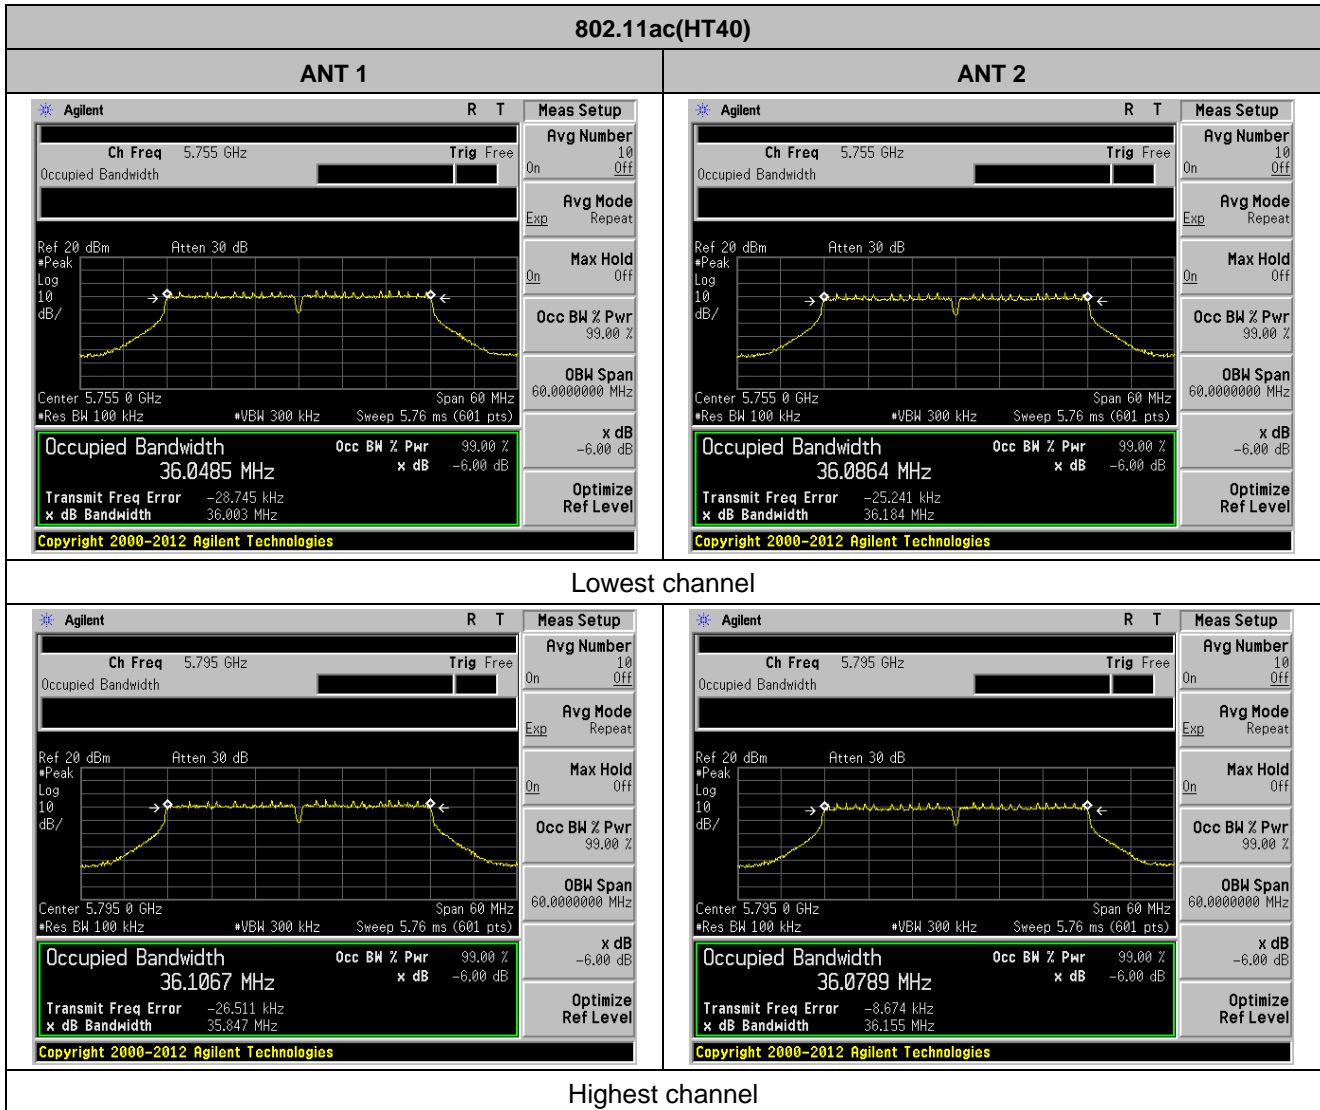 802.11ac(HT40)
ANT 1
ANT 2
Agilent R T
Ch Freq 5.755 GHz Trig Free
Occupied Bandwidth
Ref 20 dBm Atten 30 dB
#Peak
Log
10
dB/
Center 5.755 0 GHz Span 60 MHz
#Res BW 100 kHz #VBW 300 kHz Sweep 5.76 ms (601 pts)
Occupied Bandwidth Occ BW % Pwr 99.00 %
36.0485 MHz x dB -6.00 dB
Transmit Freq Error -28.745 kHz
x dB Bandwidth 36.003 MHz
Copyright 2000-2012 Agilent Technologies
Meas Setup
Avg Number
10
On Off
Avg Mode
Exp Repeat
Max Hold
On Off
Occ BW % Pwr
99.00 %
OBW Span
60.0000000 MHz
x dB
-6.00 dB
Optimize
Ref Level
Agilent R T
Ch Freq 5.755 GHz Trig Free
Occupied Bandwidth
Ref 20 dBm Atten 30 dB
#Peak
Log
10
dB/
Center 5.755 0 GHz Span 60 MHz
#Res BW 100 kHz #VBW 300 kHz Sweep 5.76 ms (601 pts)
Occupied Bandwidth Occ BW % Pwr 99.00 %
36.0864 MHz x dB -6.00 dB
Transmit Freq Error -25.241 kHz
x dB Bandwidth 36.184 MHz
Copyright 2000-2012 Agilent Technologies
Meas Setup
Avg Number
10
On Off
Avg Mode
Exp Repeat
Max Hold
On Off
Occ BW % Pwr
99.00 %
OBW Span
60.0000000 MHz
x dB
-6.00 dB
Optimize
Ref Level
Lowest channel
Agilent R T
Ch Freq 5.795 GHz Trig Free
Occupied Bandwidth
Ref 20 dBm Atten 30 dB
#Peak
Log
10
dB/
Center 5.795 0 GHz Span 60 MHz
#Res BW 100 kHz #VBW 300 kHz Sweep 5.76 ms (601 pts)
Occupied Bandwidth Occ BW % Pwr 99.00 %
36.1067 MHz x dB -6.00 dB
Transmit Freq Error -26.511 kHz
x dB Bandwidth 35.847 MHz
Copyright 2000-2012 Agilent Technologies
Meas Setup
Avg Number
10
On Off
Avg Mode
Exp Repeat
Max Hold
On Off
Occ BW % Pwr
99.00 %
OBW Span
60.0000000 MHz
x dB
-6.00 dB
Optimize
Ref Level
Agilent R T
Ch Freq 5.795 GHz Trig Free
Occupied Bandwidth
Ref 20 dBm Atten 30 dB
#Peak
Log
10
dB/
Center 5.795 0 GHz Span 60 MHz
#Res BW 100 kHz #VBW 300 kHz Sweep 5.76 ms (601 pts)
Occupied Bandwidth Occ BW % Pwr 99.00 %
36.0789 MHz x dB -6.00 dB
Transmit Freq Error -8.674 kHz
x dB Bandwidth 36.155 MHz
Copyright 2000-2012 Agilent Technologies
Meas Setup
Avg Number
10
On Off
Avg Mode
Exp Repeat
Max Hold
On Off
Occ BW % Pwr
99.00 %
OBW Span
60.0000000 MHz
x dB
-6.00 dB
Optimize
Ref Level
Highest channel